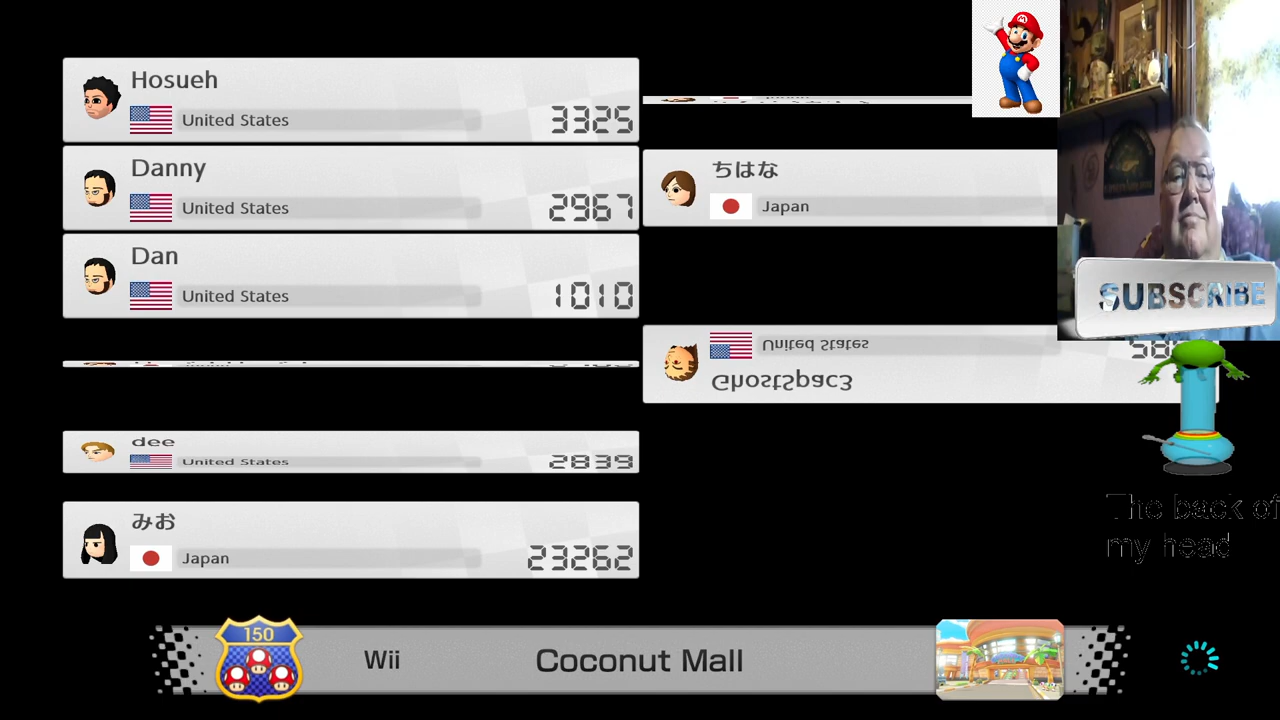 Hosueh
United States
3325
Danny
United States
2967
Dan
United States
1010
dee
United States
2839
みお
Japan
23262
ちはな
Japan
United States
GhostSpac3
SUBSCRIBE
The back of
my head
150
Wii
Coconut Mall